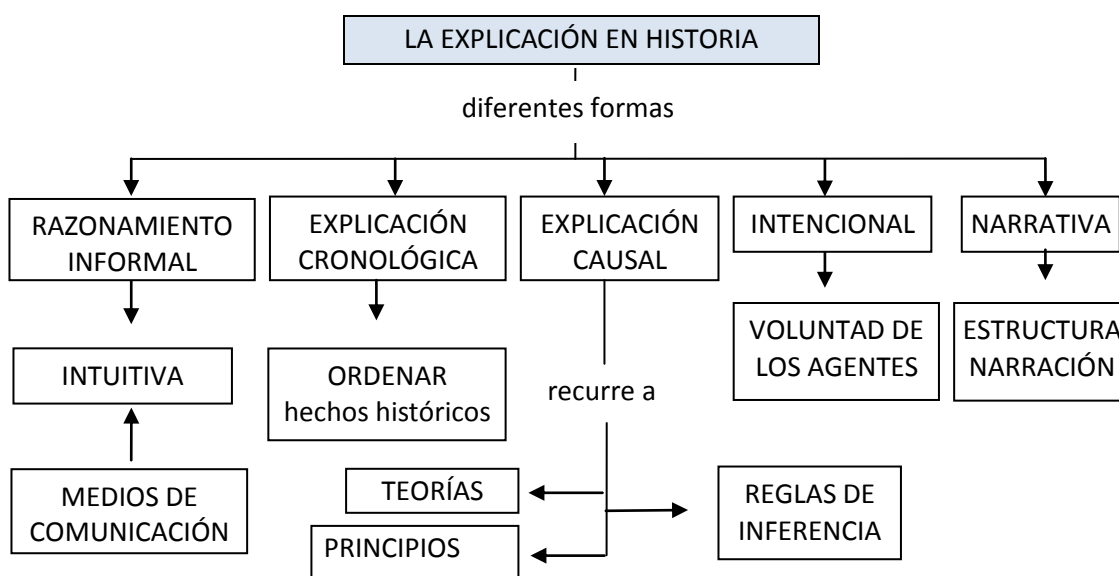 LA EXPLICACIÓN EN HISTORIA
diferentes formas
RAZONAMIENTO
INFORMAL
EXPLICACIÓN
CRONOLÓGICA
EXPLICACIÓN
CAUSAL
INTENCIONAL
NARRATIVA
INTUITIVA
ORDENAR
hechos históricos
recurre a
VOLUNTAD DE
LOS AGENTES
ESTRUCTURA
NARRACIÓN
MEDIOS DE
COMUNICACIÓN
TEORÍAS
PRINCIPIOS
REGLAS DE
INFERENCIA